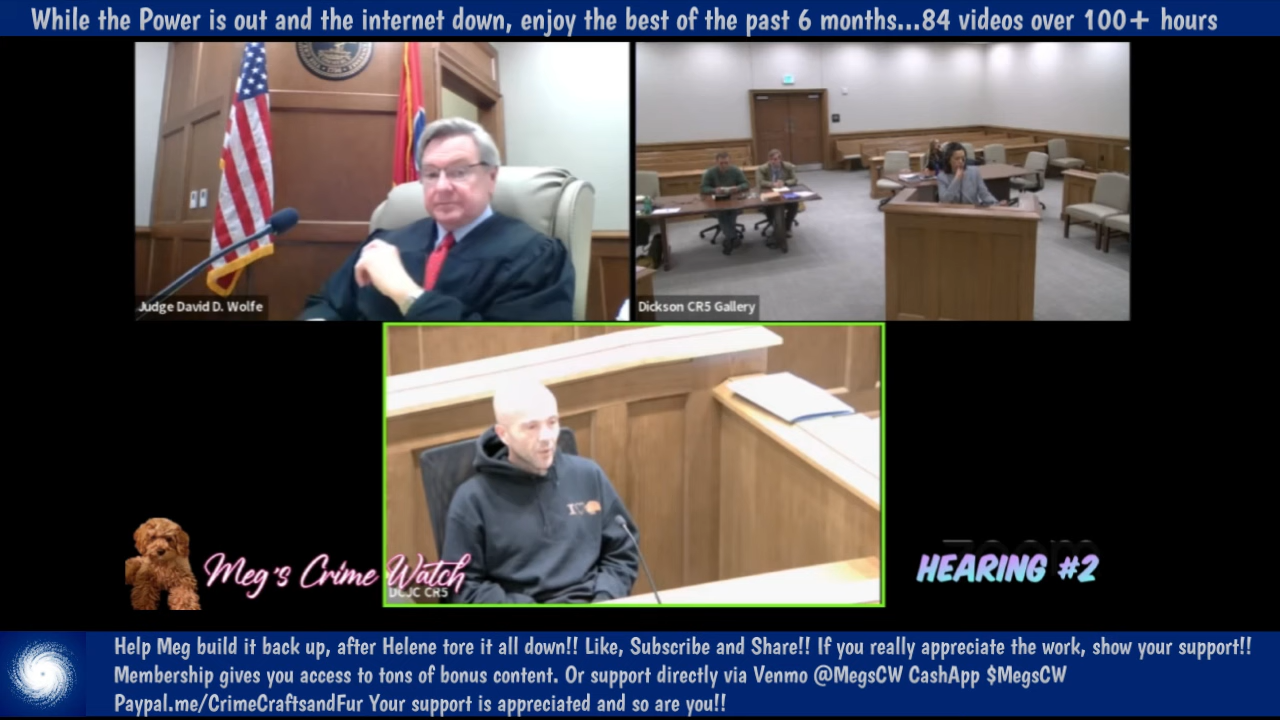 While the Power is out and the internet down, enjoy the best of the past 6 months...84 videos over 100+ hours
Judge David D. Wolfe
Dickson CR5 Gallery
Meg's Crime Watch
DCJC CR5
HEARING #2
Help Meg build it back up, after Helene tore it all down!! Like, Subscribe and Share!! If you really appreciate the work, show your support!!
Membership gives you access to tons of bonus content. Or support directly via Venmo @MegsCW CashApp $MegsCW
Paypal.me/CrimeCraftsandFur Your support is appreciated and so are you!!